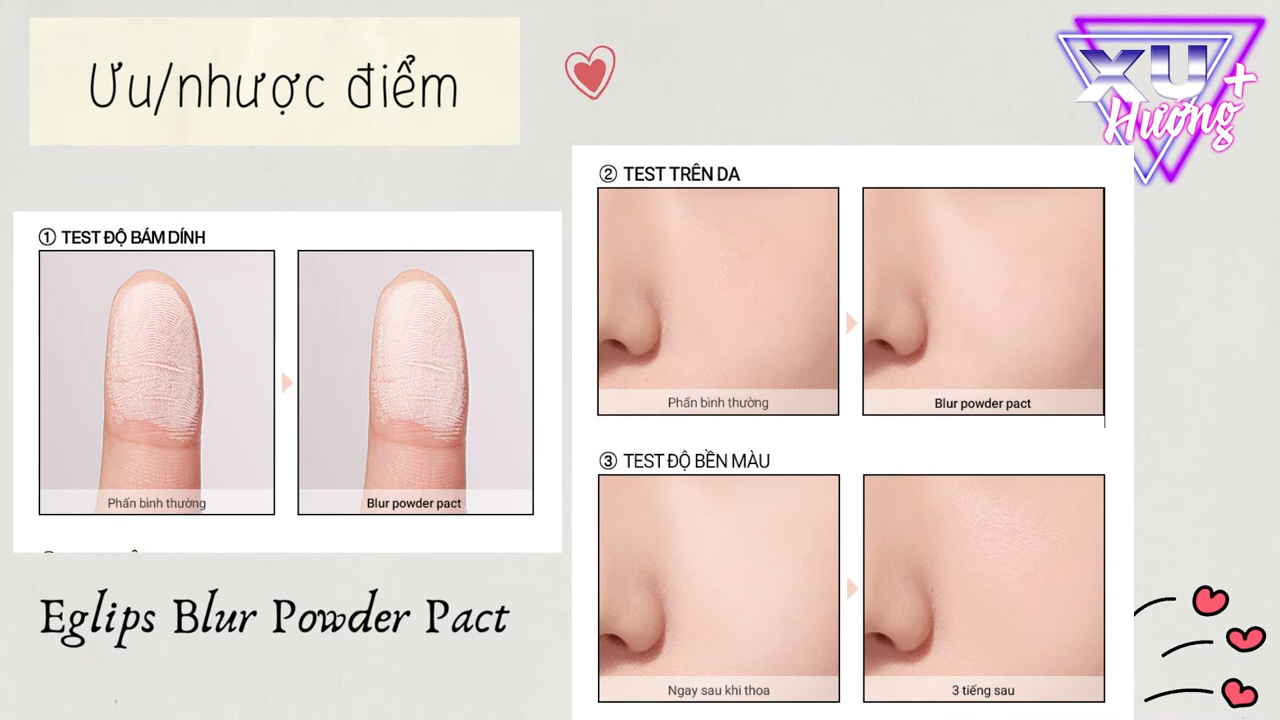 Ưu/nhược điểm
XU+
Hướng
① TEST ĐỘ BÁM DÍNH
Phấn bình thường
Blur powder pact
Eglips Blur Powder Pact
② TEST TRÊN DA
Phấn bình thường
Blur powder pact
③ TEST ĐỘ BỀN MÀU
Ngay sau khi thoa
3 tiếng sau